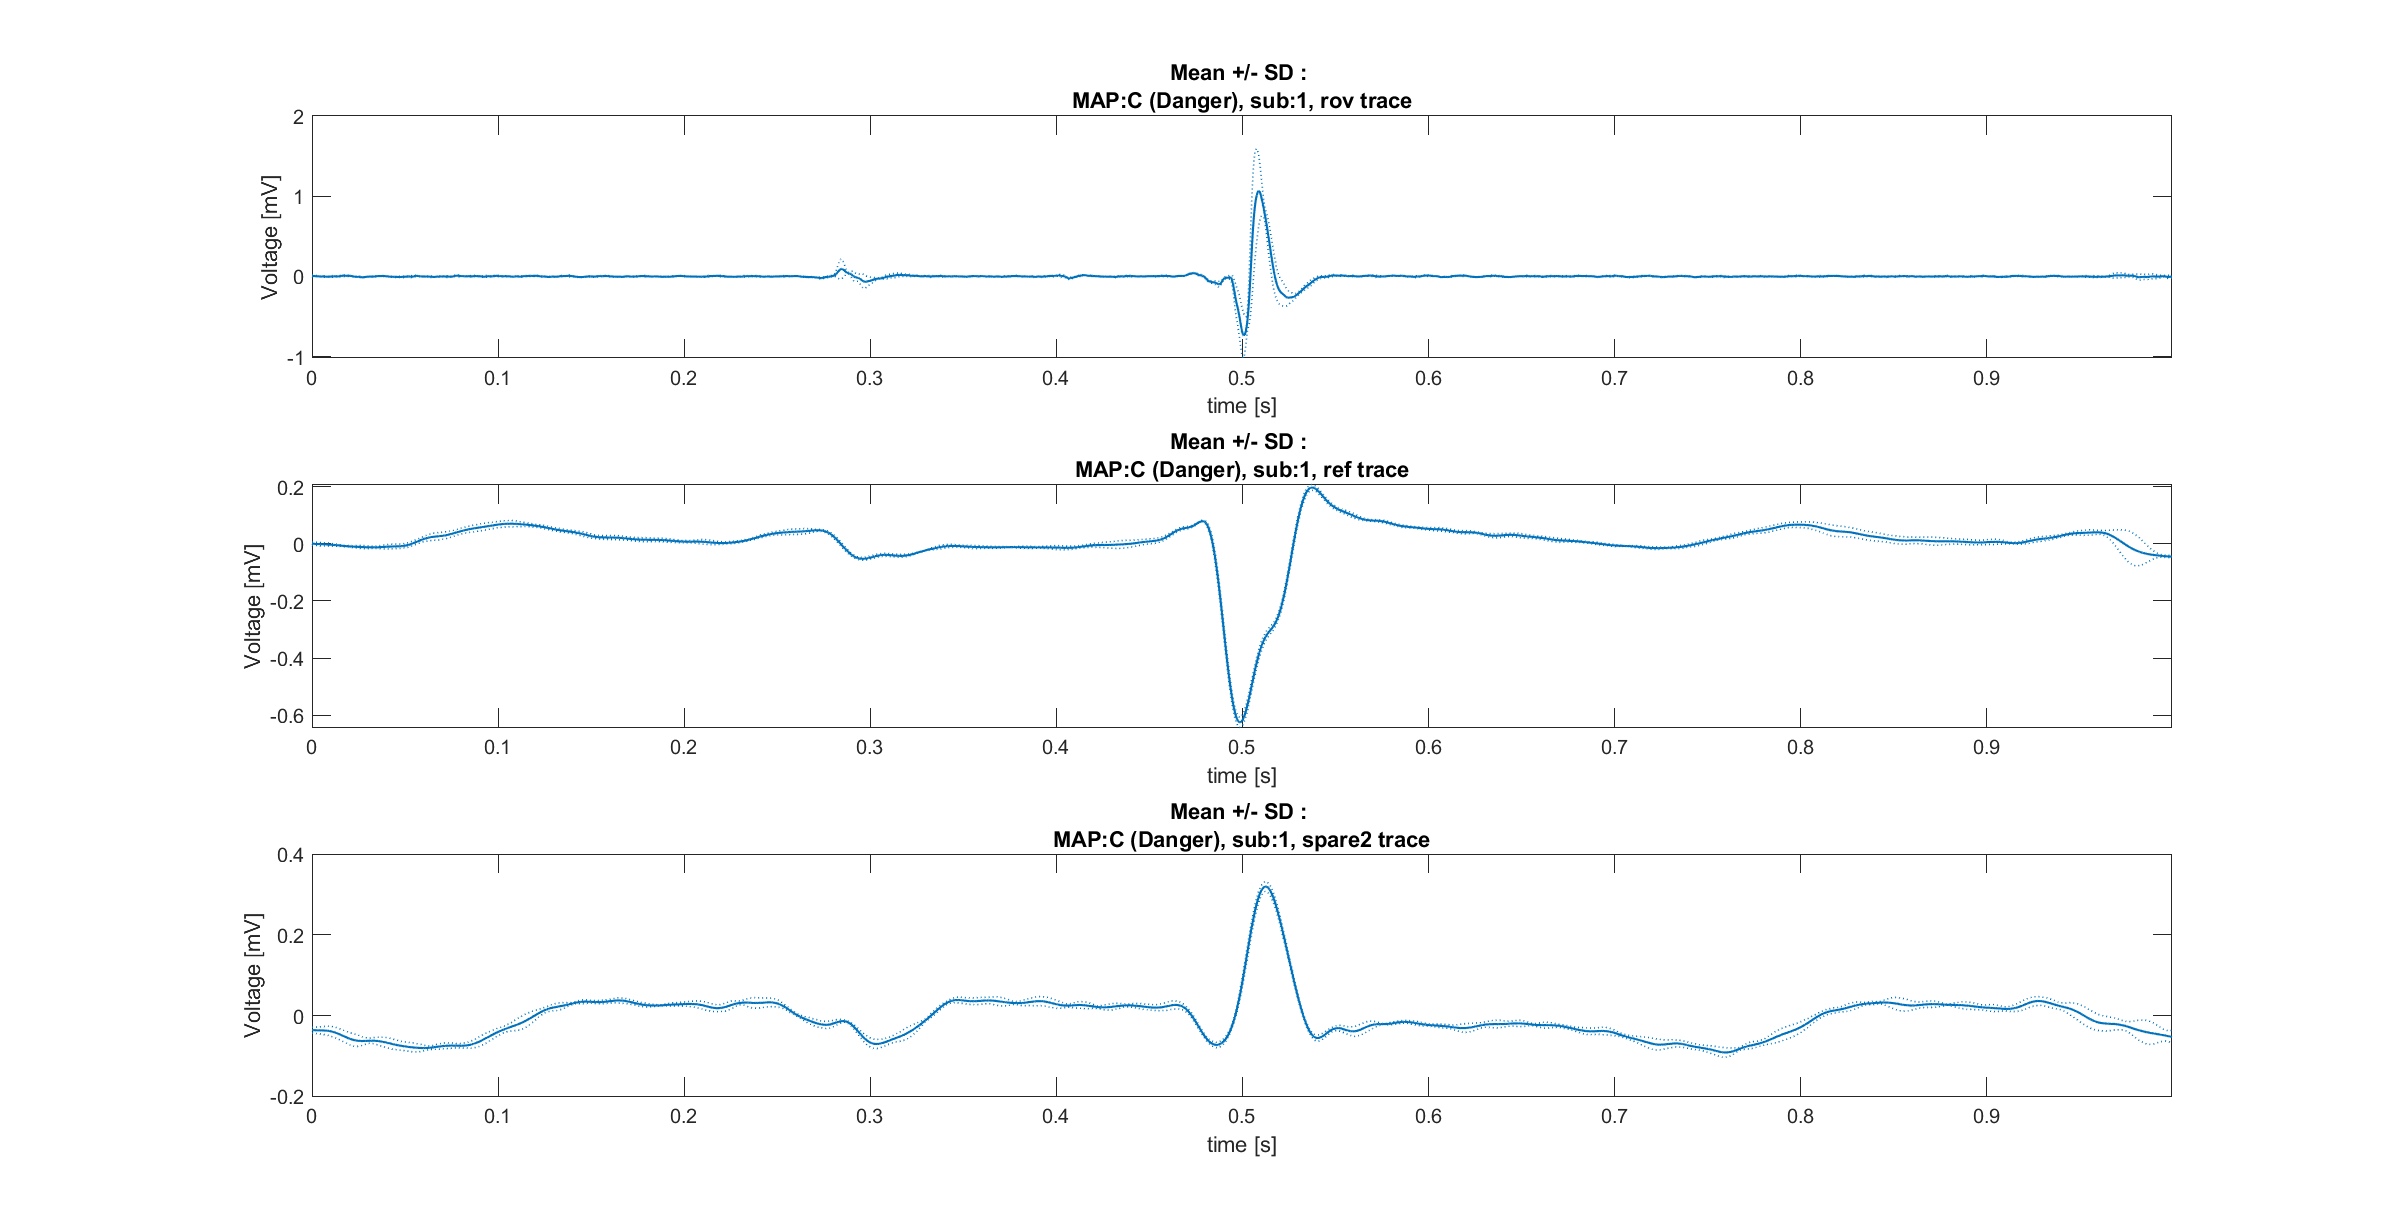 Mean +/- SD :
MAP:C (Danger), sub:1, rov trace
Voltage [mV]
2
1
0
-1
0 0.1 0.2 0.3 0.4 0.5 0.6 0.7 0.8 0.9
time [s]
Mean +/- SD :
MAP:C (Danger), sub:1, ref trace
Voltage [mV]
0.2
0
-0.2
-0.4
-0.6
0 0.1 0.2 0.3 0.4 0.5 0.6 0.7 0.8 0.9
time [s]
Mean +/- SD :
MAP:C (Danger), sub:1, spare2 trace
Voltage [mV]
0.4
0.2
0
-0.2
0 0.1 0.2 0.3 0.4 0.5 0.6 0.7 0.8 0.9
time [s]